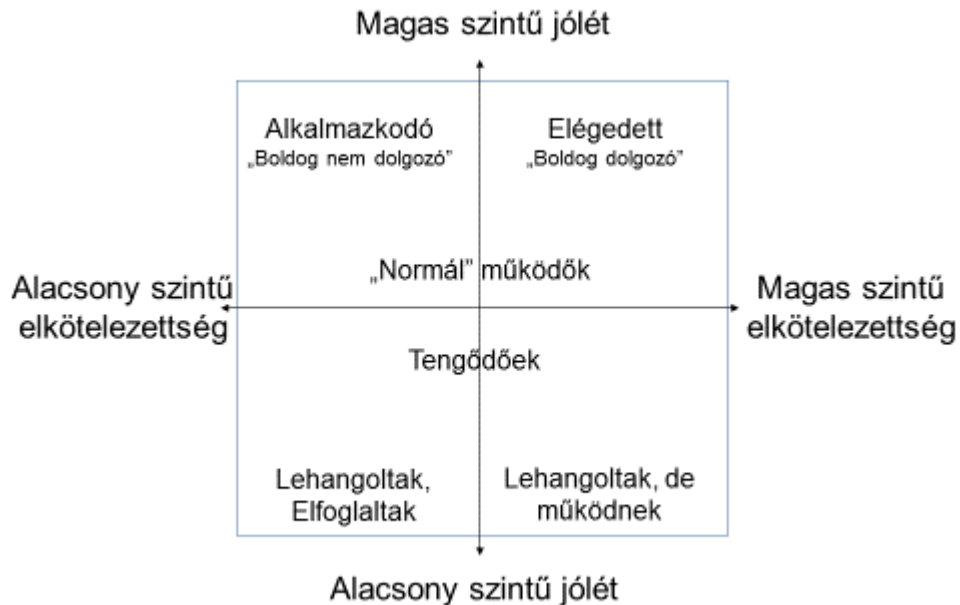 Magas szintű jólét
Alkalmazkodó
„Boldog nem dolgozó”
Elégedett
„Boldog dolgozó”
„Normál” működők
Alacsony szintű
elkötelezettség
Magas szintű
elkötelezettség
Tengődőek
Lehangoltak,
Elfoglaltak
Lehangoltak, de
működnek
Alacsony szintű jólét